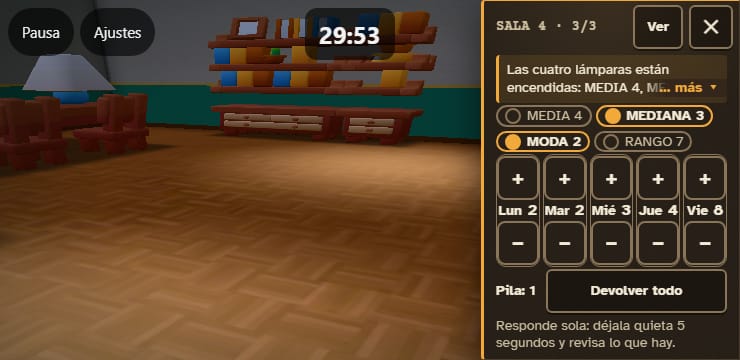 Pausa
Ajustes
29:53
SALA 4 · 3/3
Ver
✕
Las cuatro lámparas están
encendidas: MEDIA 4, ... más ▾
MEDIA 4
MEDIANA 3
MODA 2
RANGO 7
+ + + + +
Lun 2 Mar 2 Mié 3 Jue 4 Vie 8
− − − − −
Pila: 1
Devolver todo
Responde sola: déjala quieta 5
segundos y revisa lo que hay.